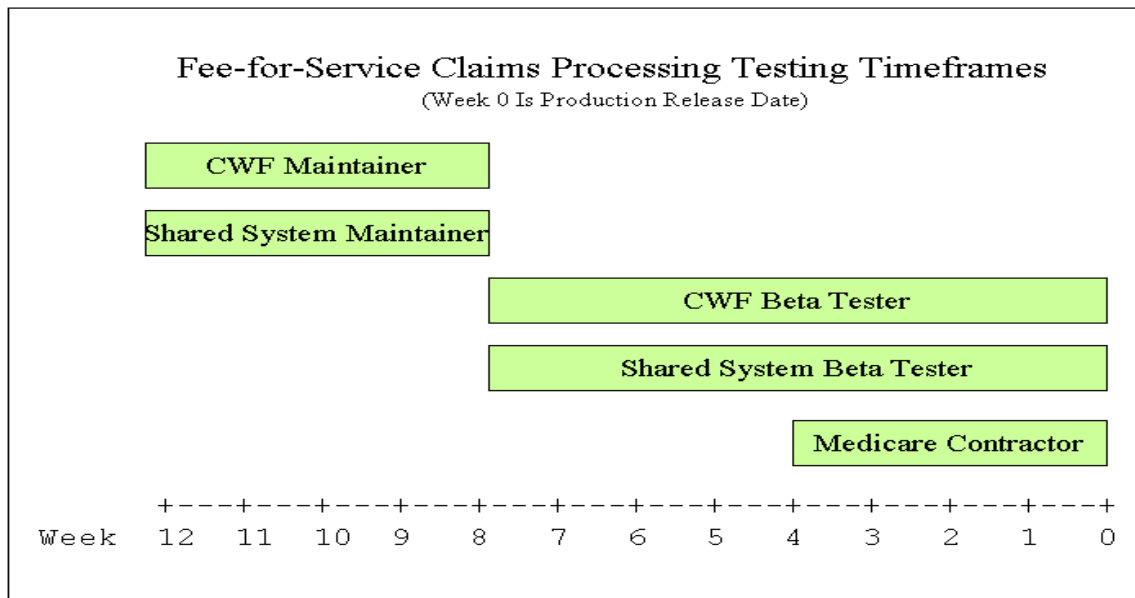 Fee-for-Service Claims Processing Testing Timeframes
(Week 0 Is Production Release Date)
CWF Maintainer
Shared System Maintainer
CWF Beta Tester
Shared System Beta Tester
Medicare Contractor
+---+---+---+---+---+---+---+---+---+---+---+---+
Week 12 11 10 9 8 7 6 5 4 3 2 1 0